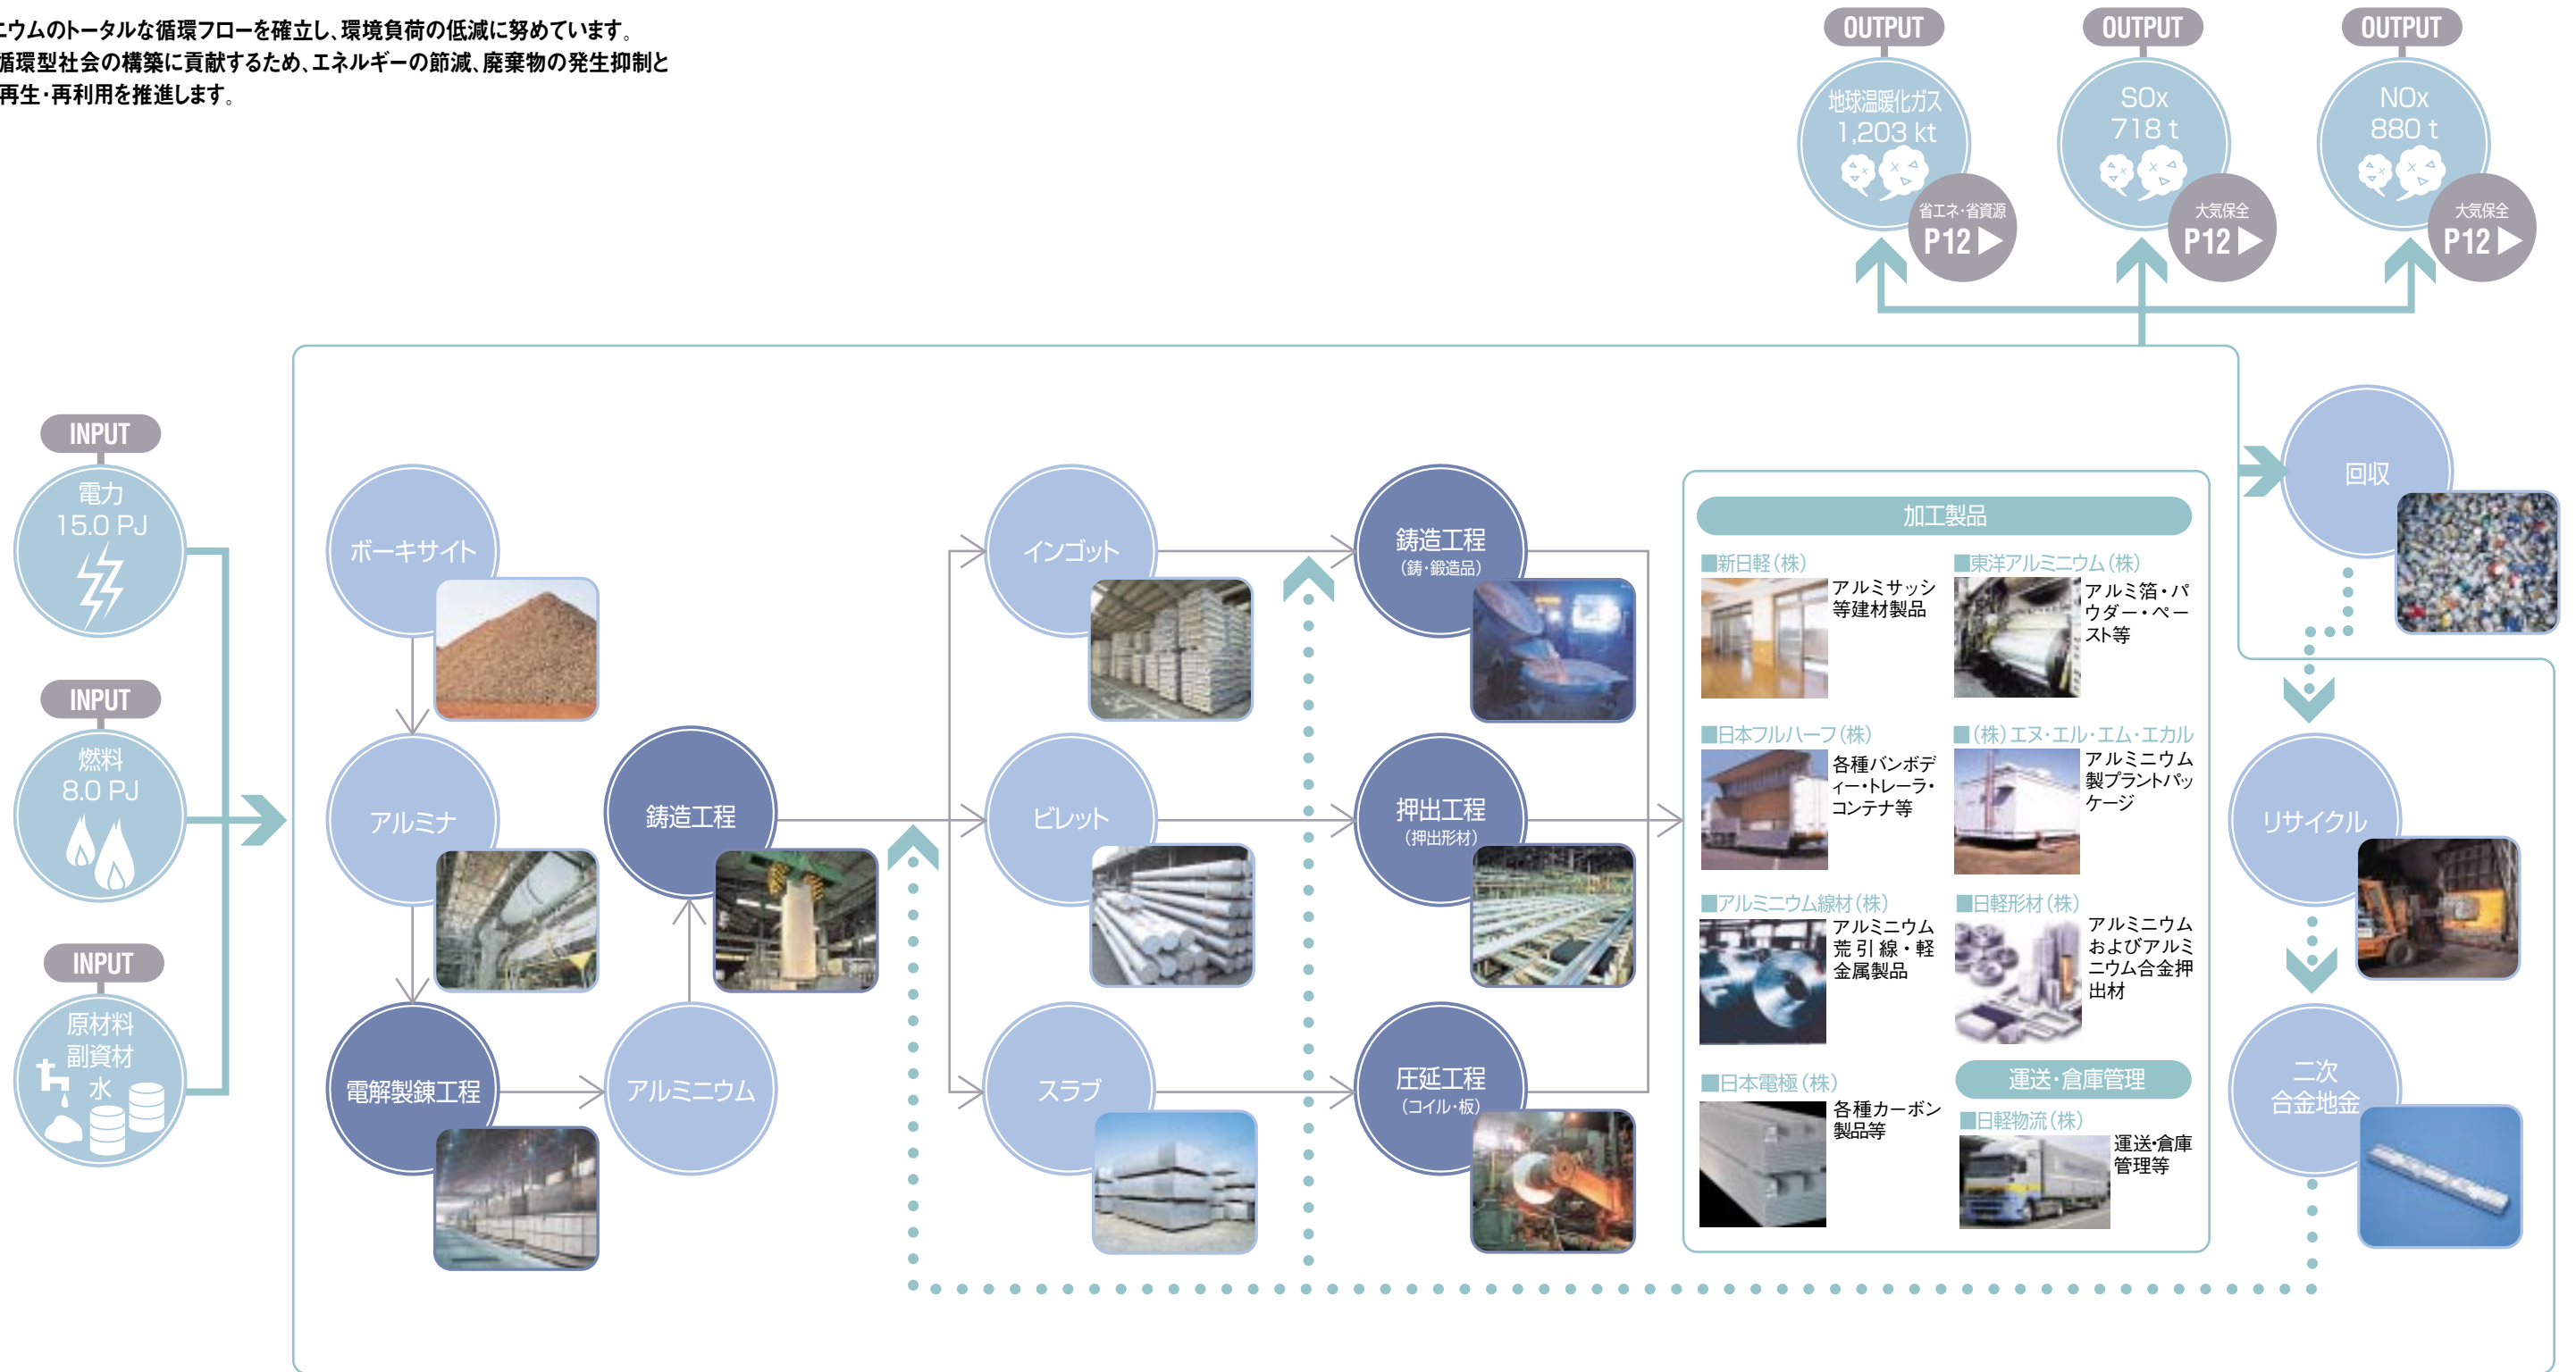 ニウムのトータルな循環フローを確立し、環境負荷の低減に努めています。
循環型社会の構築に貢献するため、エネルギーの節減、廃棄物の発生抑制と
再生・再利用を推進します。
OUTPUT
地球温暖化ガス
1,203 kt
省エネ・省資源
P12
OUTPUT
SOx
718 t
大気保全
P12
OUTPUT
NOx
880 t
大気保全
P12
INPUT
電力
15.0 PJ
INPUT
燃料
8.0 PJ
INPUT
原材料
副資材
水
ボーキサイト
アルミナ
電解製錬工程
アルミニウム
鋳造工程
インゴット
ビレット
スラブ
鋳造工程
(鋳・鍛造品)
押出工程
(押出形材)
圧延工程
(コイル・板)
加工製品
■新日軽(株)
アルミサッシ
等建材製品
■東洋アルミニウム(株)
アルミ箔・パ
ウダー・ペー
スト等
■日本フルハーフ(株)
各種バンボデ
ィー・トレーラ・
コンテナ等
■(株)エヌ・エル・エム・エカル
アルミニウム
製プラントパッ
ケージ
■アルミニウム線材(株)
アルミニウム
荒引線・軽
金属製品
■日軽形材(株)
アルミニウム
およびアルミ
ニウム合金押
出材
■日本電極(株)
各種カーボン
製品等
運送・倉庫管理
■日軽物流(株)
運送・倉庫
管理等
回収
リサイクル
二次
合金地金